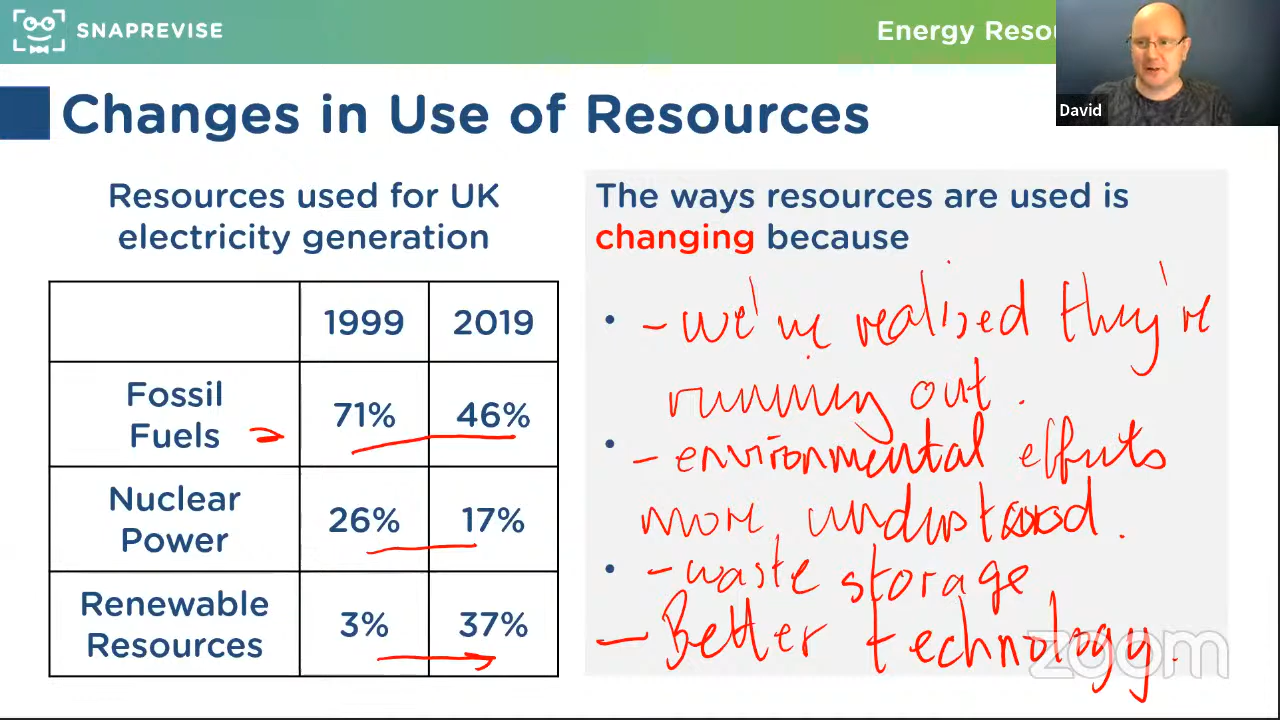 SNAPREVISE
Energy Resou
David
Changes in Use of Resources
Resources used for UK
electricity generation
1999 2019
Fossil
Fuels 71% 46%
Nuclear
Power 26% 17%
Renewable
Resources 3% 37%
The ways resources are used is
changing because
• - we've realised they're
running out.
• - environmental effects
more understood.
• - waste storage
- Better technology.
zoom